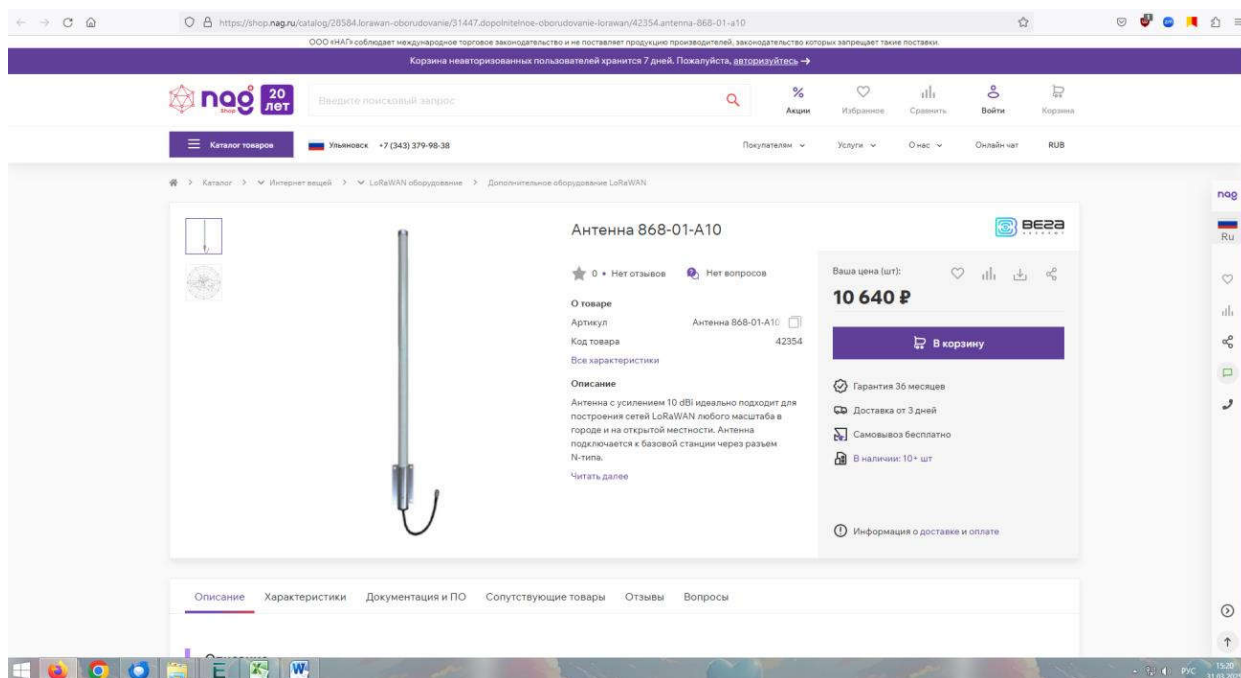 https://shop.nag.ru/catalog/28584.lorawan-oborudovanie/31447.dopolnitelnoe-oborudovanie-lorawan/42354.antenna-868-01-a10
ООО «НАГ» соблюдает международное торговое законодательство и не поставляет продукцию производителей, законодательство которых запрещает такие поставки.
Корзина неавторизованных пользователей хранится 7 дней. Пожалуйста, авторизуйтесь →
nag Shop 20 лет
Введите поисковый запрос
Акции Избранное Сравнить Войти Корзина
Каталог товаров Ульяновск +7 (343) 379-98-38 Покупателям Услуги О нас Онлайн чат RUB
Каталог > Интернет вещей > LoRaWAN оборудование > Дополнительное оборудование LoRaWAN
nag
Ru
Антенна 868-01-А10
ВЕГА
0 • Нет отзывов Нет вопросов
О товаре
Артикул Антенна 868-01-А10
Код товара 42354
Все характеристики
Описание
Антенна с усилением 10 dBi идеально подходит для
построения сетей LoRaWAN любого масштаба в
городе и на открытой местности. Антенна
подключается к базовой станции через разъем
N-типа.
Читать далее
Ваша цена (шт):
10 640 ₽
В корзину
Гарантия 36 месяцев
Доставка от 3 дней
Самовывоз бесплатно
В наличии: 10+ шт
Информация о доставке и оплате
Описание Характеристики Документация и ПО Сопутствующие товары Отзывы Вопросы
Описание
РУС 15:20